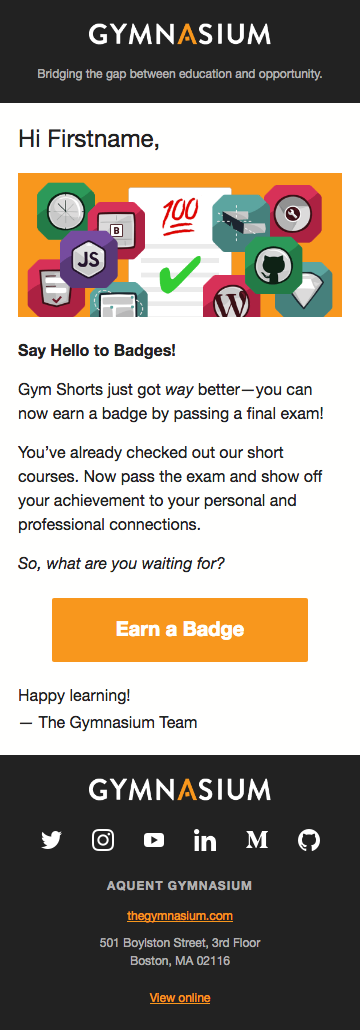 GYMNASIUM
Bridging the gap between education and opportunity.
Hi Firstname,
100
B
JS
Say Hello to Badges!
Gym Shorts just got way better—you can
now earn a badge by passing a final exam!
You’ve already checked out our short
courses. Now pass the exam and show off
your achievement to your personal and
professional connections.
So, what are you waiting for?
Earn a Badge
Happy learning!
— The Gymnasium Team
GYMNASIUM
AQUENT GYMNASIUM
thegymnasium.com
501 Boylston Street, 3rd Floor
Boston, MA 02116
View online